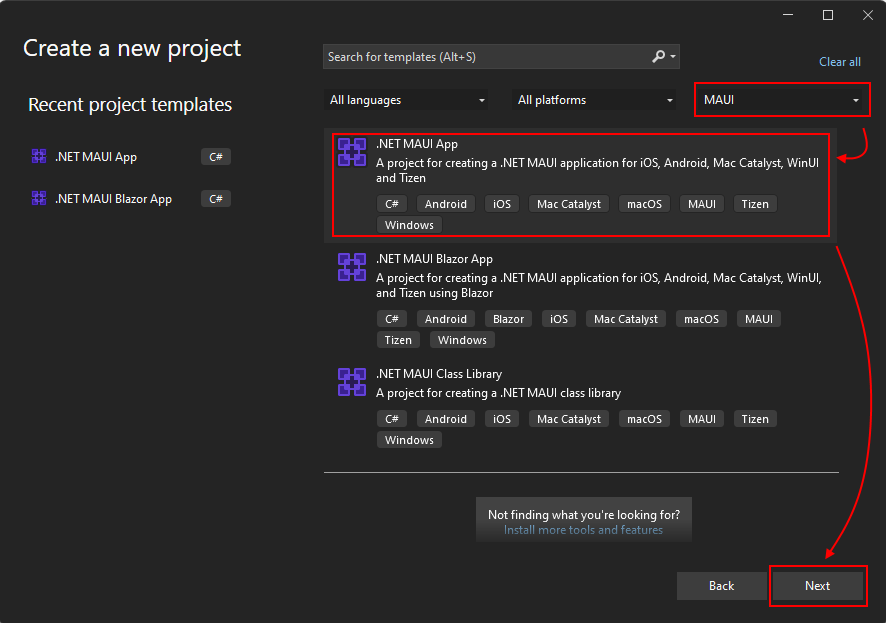 Create a new project
Search for templates (Alt+S)
Clear all
Recent project templates
All languages
All platforms
MAUI
.NET MAUI App C#
.NET MAUI Blazor App C#
.NET MAUI App
A project for creating a .NET MAUI application for iOS, Android, Mac Catalyst, WinUI
and Tizen
C# Android iOS Mac Catalyst macOS MAUI Tizen
Windows
.NET MAUI Blazor App
A project for creating a .NET MAUI application for iOS, Android, Mac Catalyst, WinUI,
and Tizen using Blazor
C# Android Blazor iOS Mac Catalyst macOS MAUI
Tizen Windows
.NET MAUI Class Library
A project for creating a .NET MAUI class library
C# Android iOS Mac Catalyst macOS MAUI Tizen
Windows
Not finding what you're looking for?
Install more tools and features
Back
Next